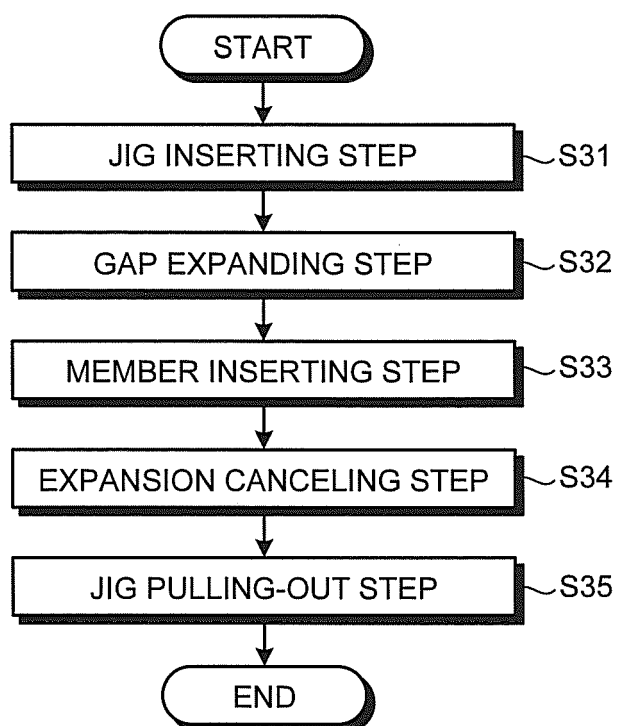 START
JIG INSERTING STEP
S31
GAP EXPANDING STEP
S32
MEMBER INSERTING STEP
S33
EXPANSION CANCELING STEP
S34
JIG PULLING-OUT STEP
S35
END